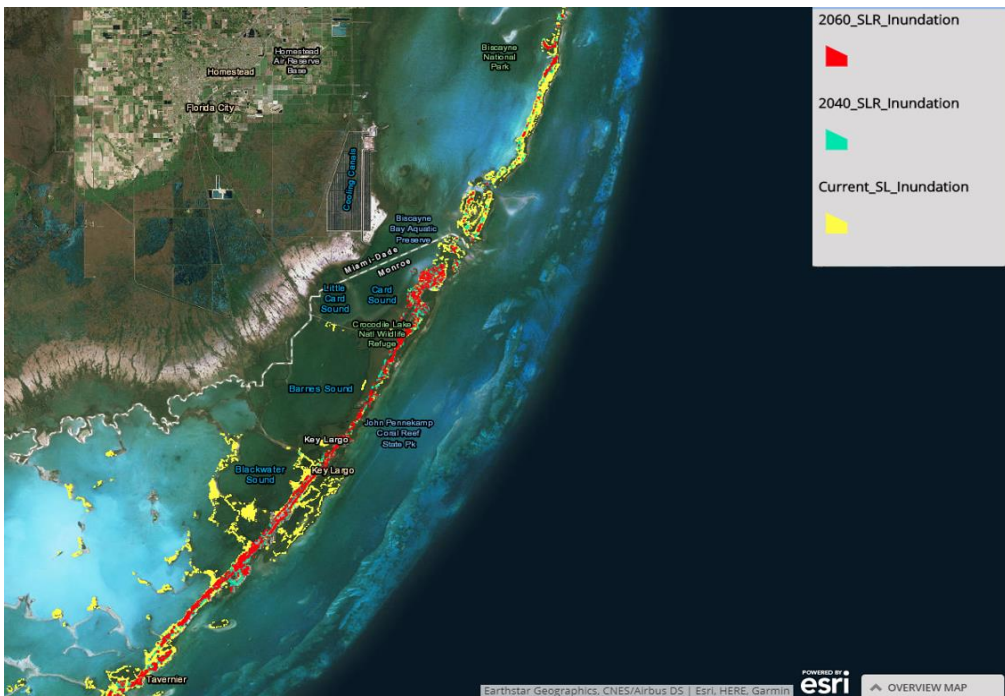 2060_SLR_Inundation
2040_SLR_Inundation
Current_SL_Inundation
Biscayne
National
Park
Homestead
Air Reserve
Base
Homestead
Florida City
Cooling Canals
Biscayne
Bay Aquatic
Preserve
Miami-Dade
Monroe
Little
Card
Sound
Card
Sound
Crocodile Lake
Natl Wildlife
Refuge
Barnes Sound
John Pennekamp
Coral Reef
State Pk
Key Largo
Key Largo
Blackwater
Sound
Tavernier
Earthstar Geographics, CNES/Airbus DS | Esri, HERE, Garmin
POWERED BY
esri
OVERVIEW MAP